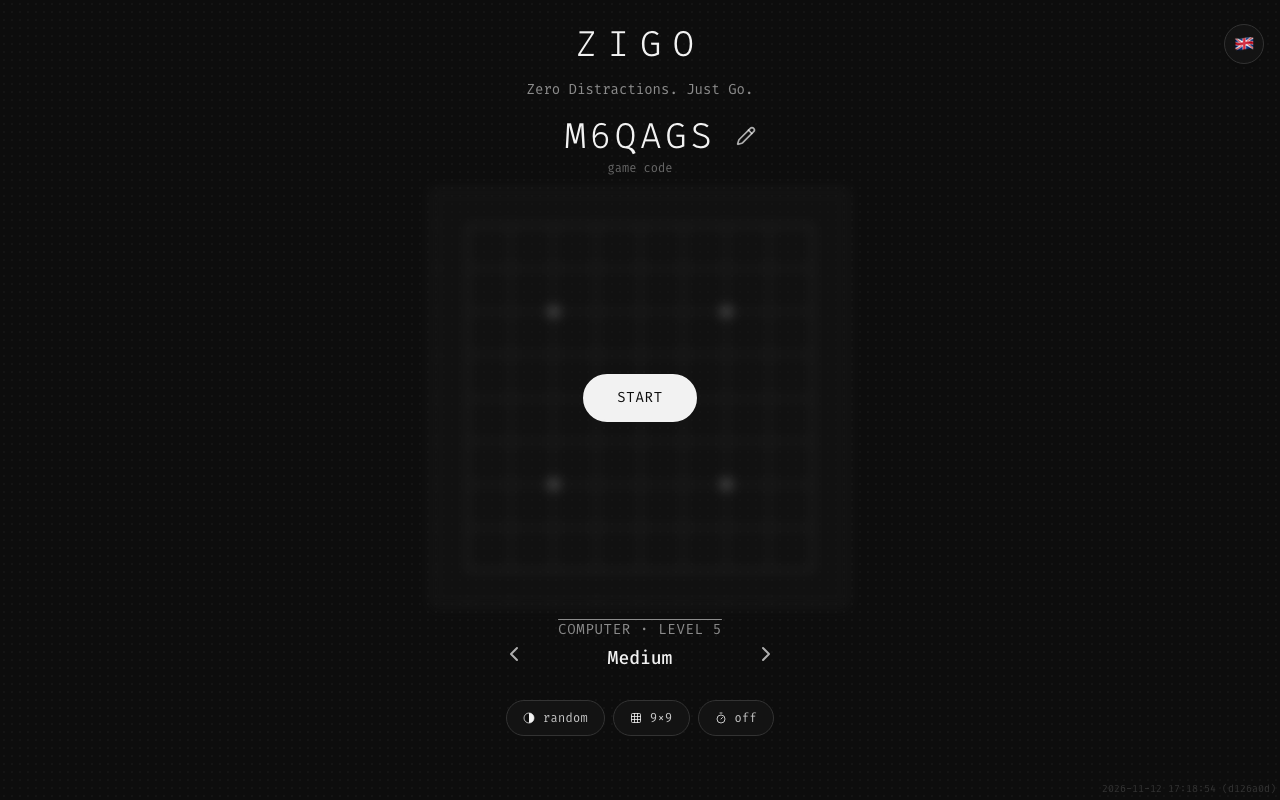 ZIGO
Zero Distractions. Just Go.
M6QAGS
game code
START
COMPUTER · LEVEL 5
Medium
random
9×9
off
2026-11-12 17:18:54 (d126a0d)